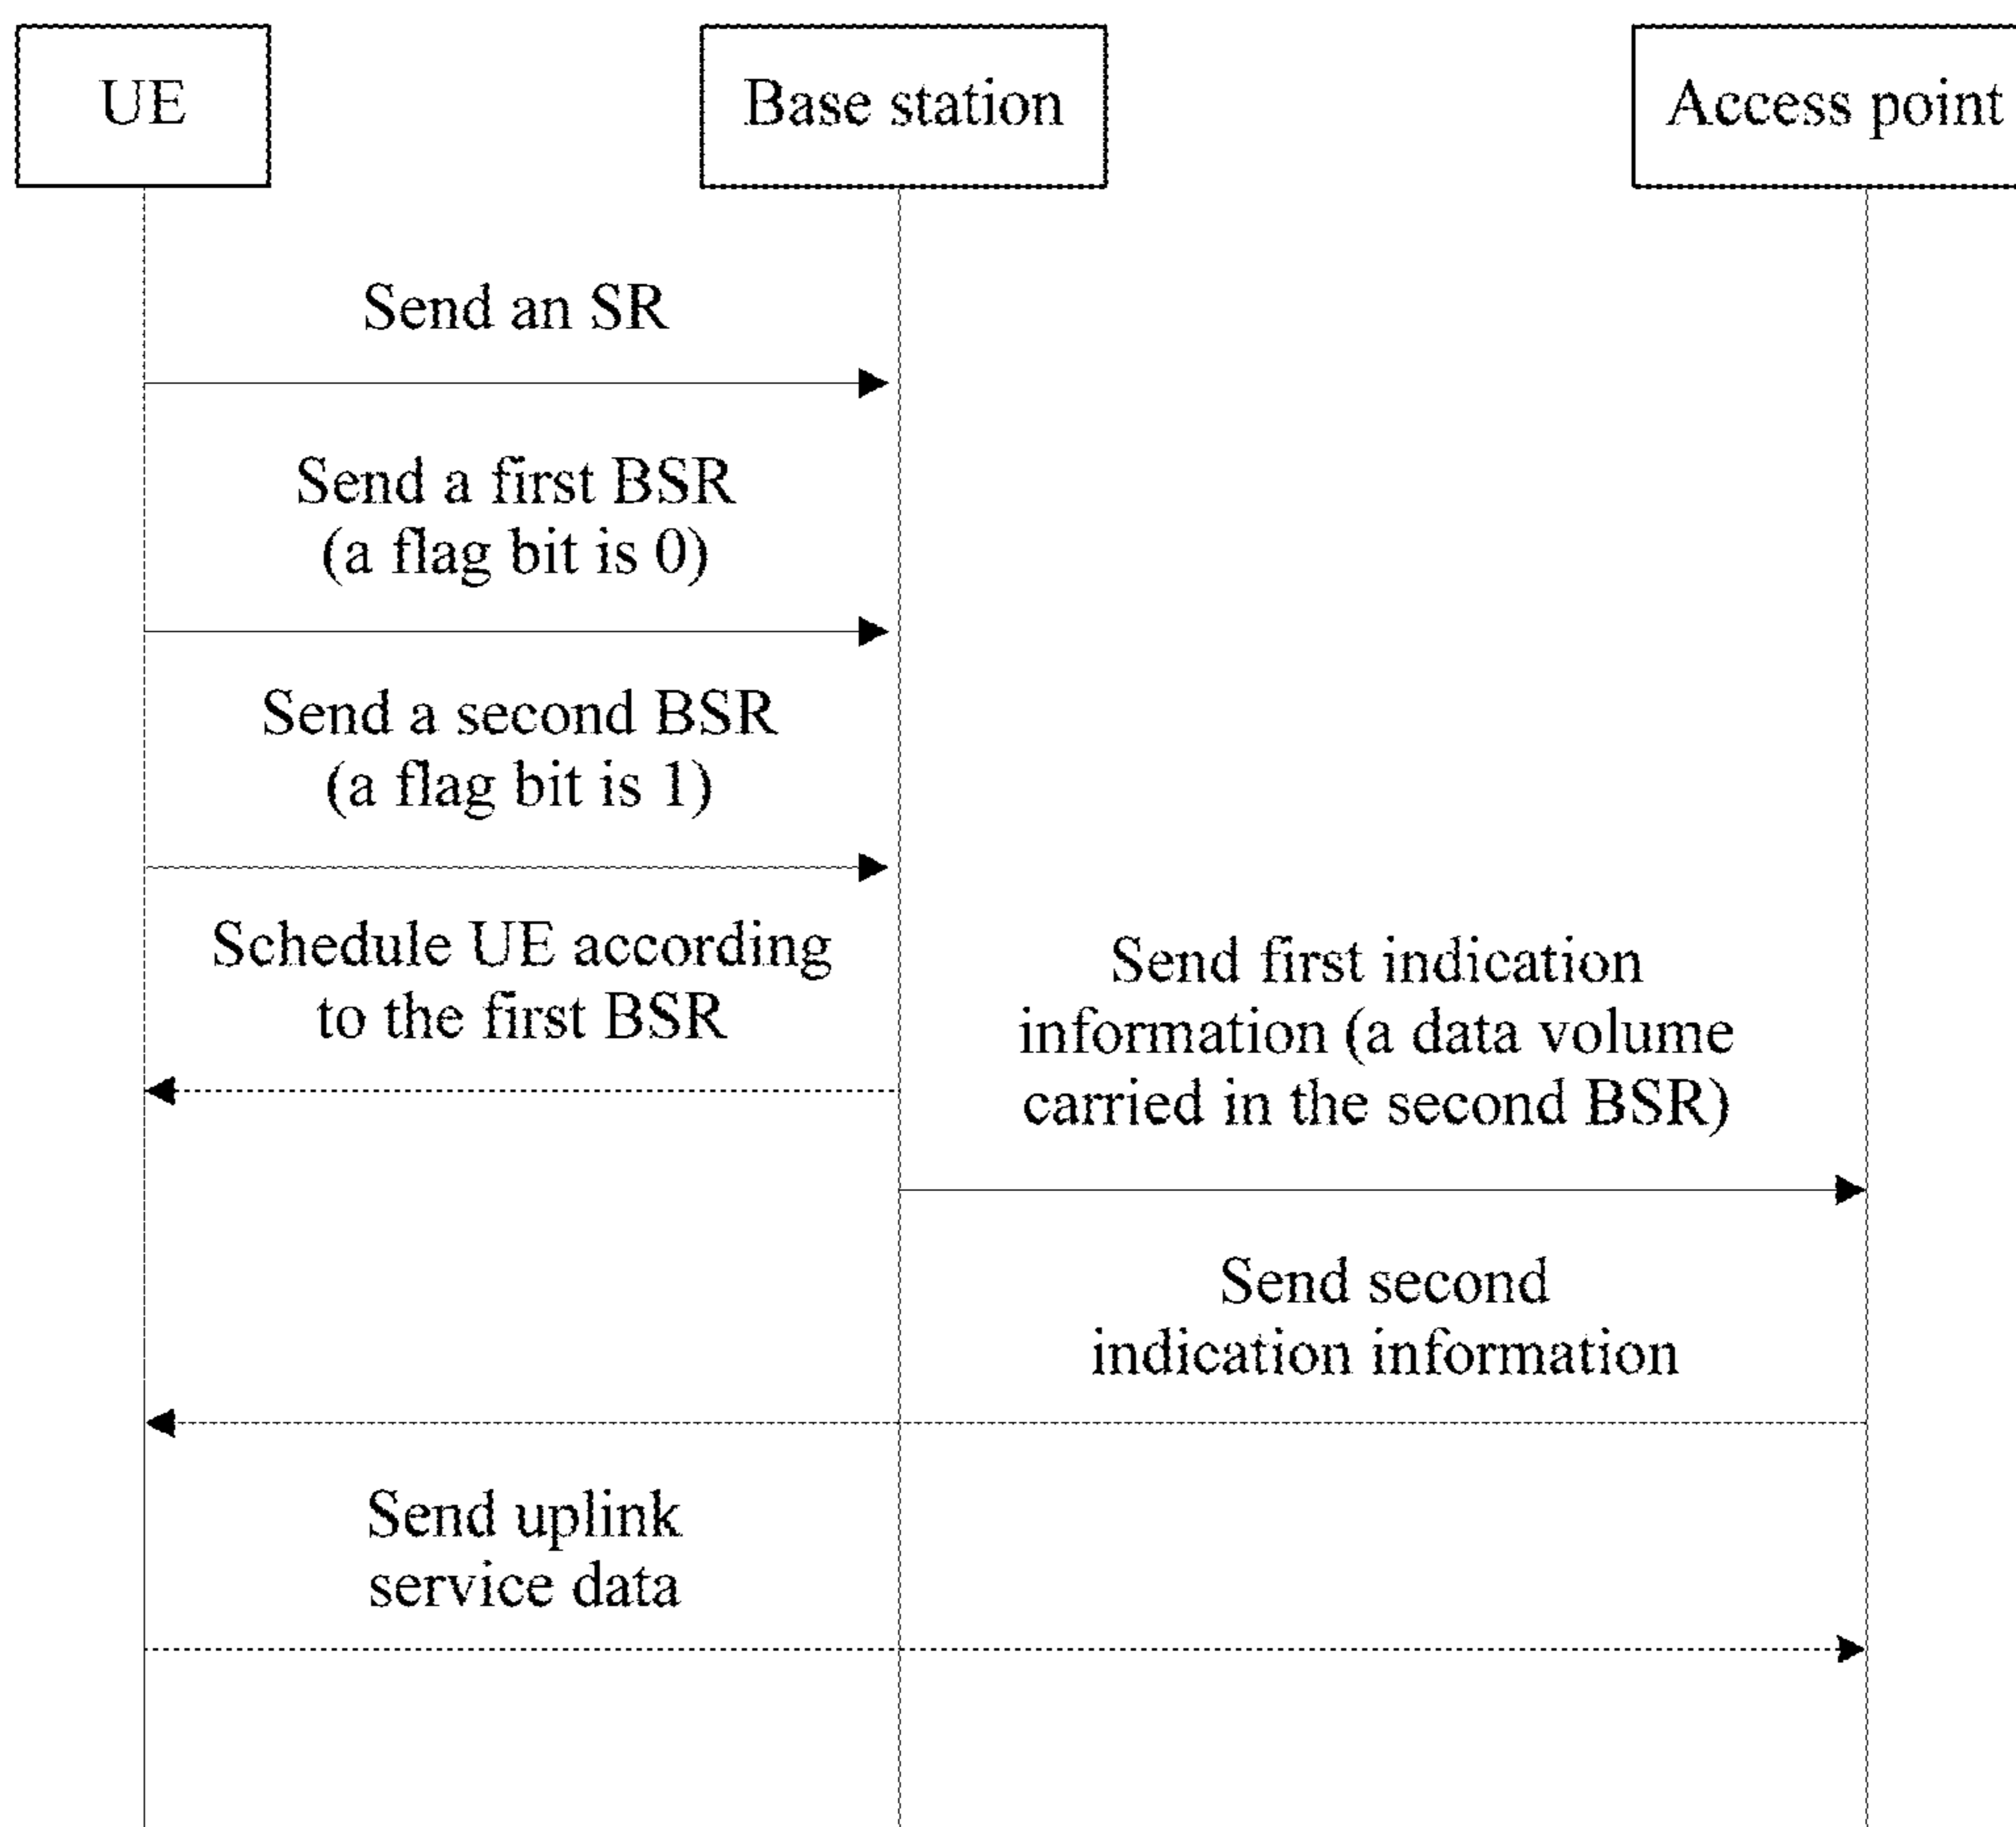 UE
Base station
Access point
Send an SR
Send a first BSR
(a flag bit is 0)
Send a second BSR
(a flag bit is 1)
Schedule UE according
to the first BSR
Send first indication
information (a data volume
carried in the second BSR)
Send second
indication information
Send uplink
service data